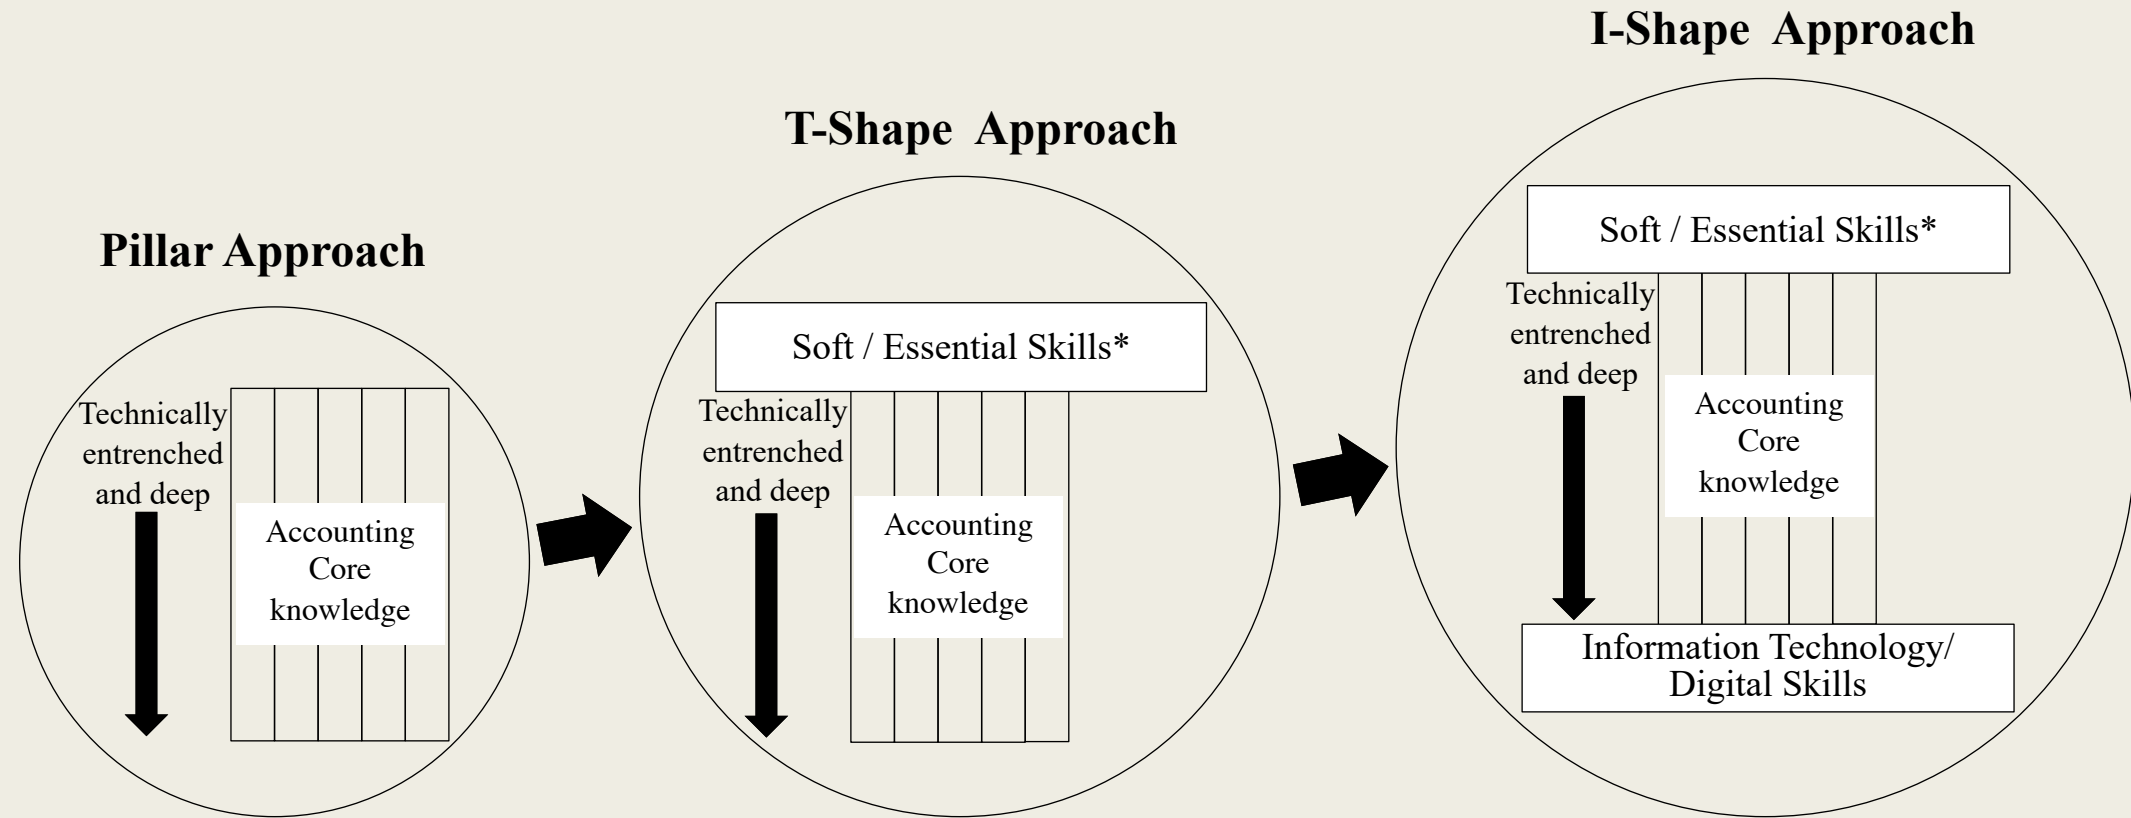 Pillar Approach
Technically
entrenched
and deep
Accounting
Core
knowledge
T-Shape Approach
Soft / Essential Skills*
Technically
entrenched
and deep
Accounting
Core
knowledge
I-Shape Approach
Soft / Essential Skills*
Technically
entrenched
and deep
Accounting
Core
knowledge
Information Technology/
Digital Skills